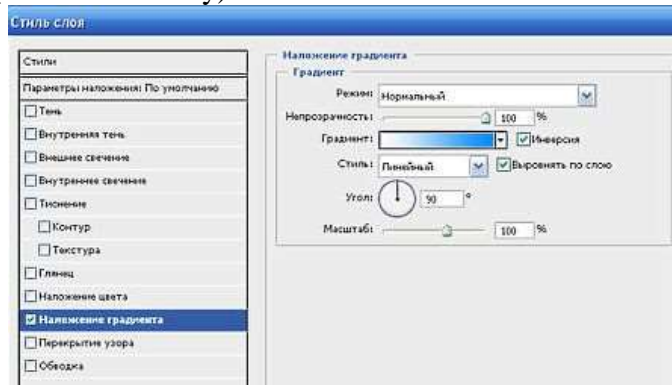 Стиль слоя
Стили
Параметры наложения: По умолчанию
Тень
Внутренняя тень
Внешнее свечение
Внутреннее свечение
Тиснение
Контур
Текстура
Глянец
Наложение цвета
Наложение градиента
Перекрытие узора
Обводка
Наложение градиента
Градиент
Режим: Нормальный
Непрозрачность: 100 %
Градиент: Инверсия
Стиль: Линейный Выровнять по слою
Угол: 90 °
Масштаб: 100 %